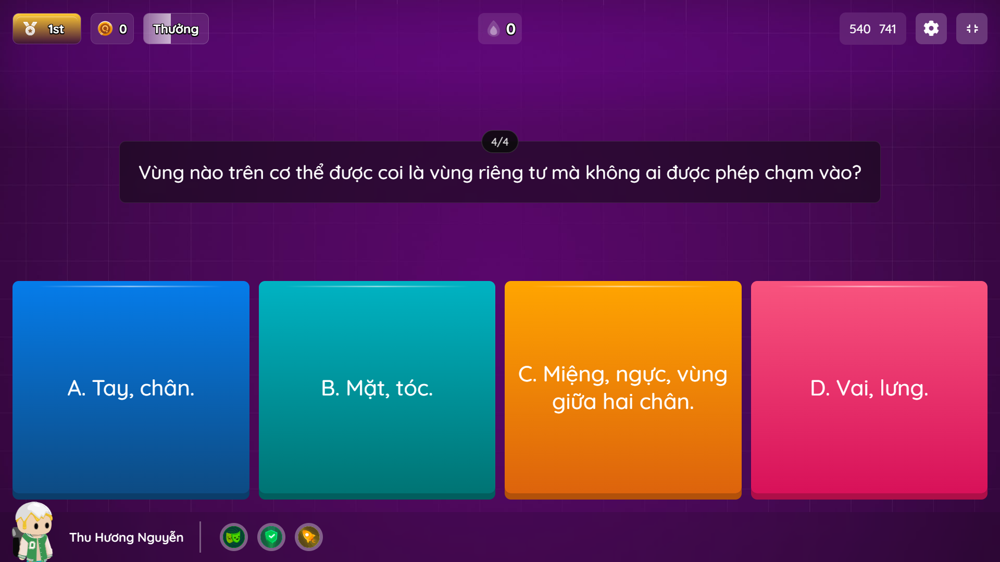 1st
0
Thưởng
0
540 741
4/4
Vùng nào trên cơ thể được coi là vùng riêng tư mà không ai được phép chạm vào?
A. Tay, chân.
B. Mặt, tóc.
C. Miệng, ngực, vùng
giữa hai chân.
D. Vai, lưng.
Thu Hương Nguyễn